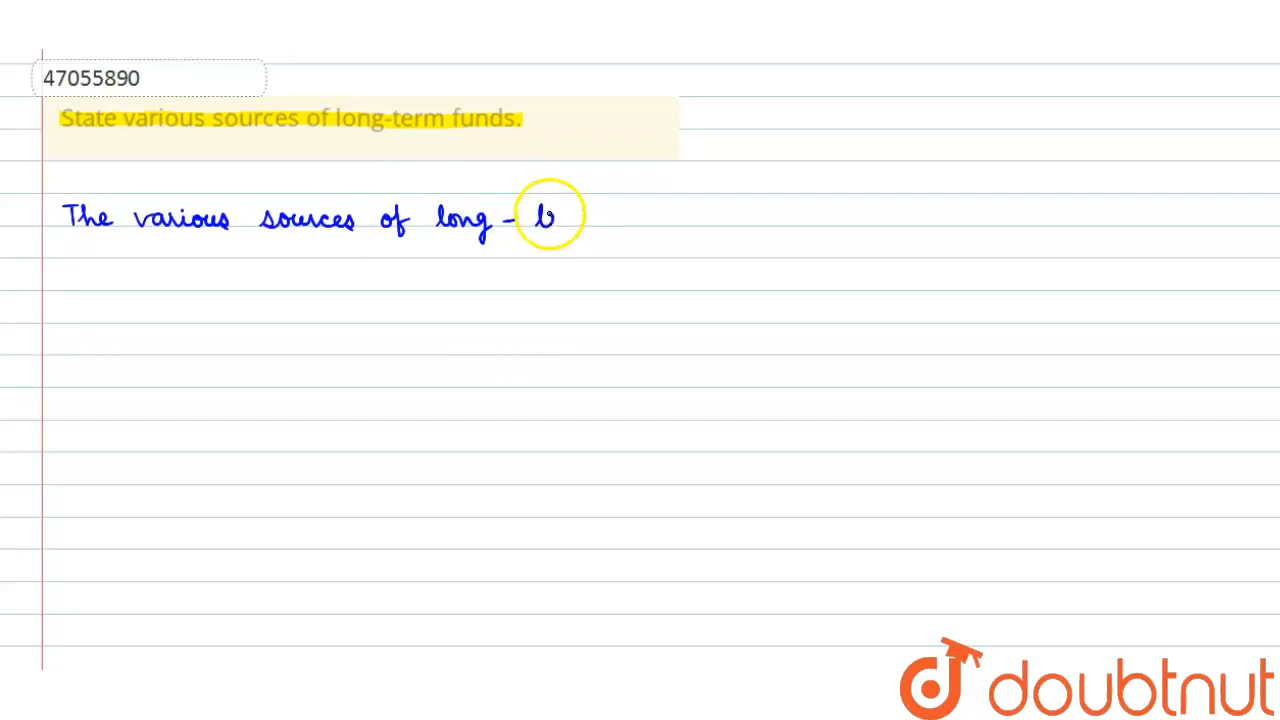 47055890
State various sources of long-term funds.
The various sources of long -
doubtnut